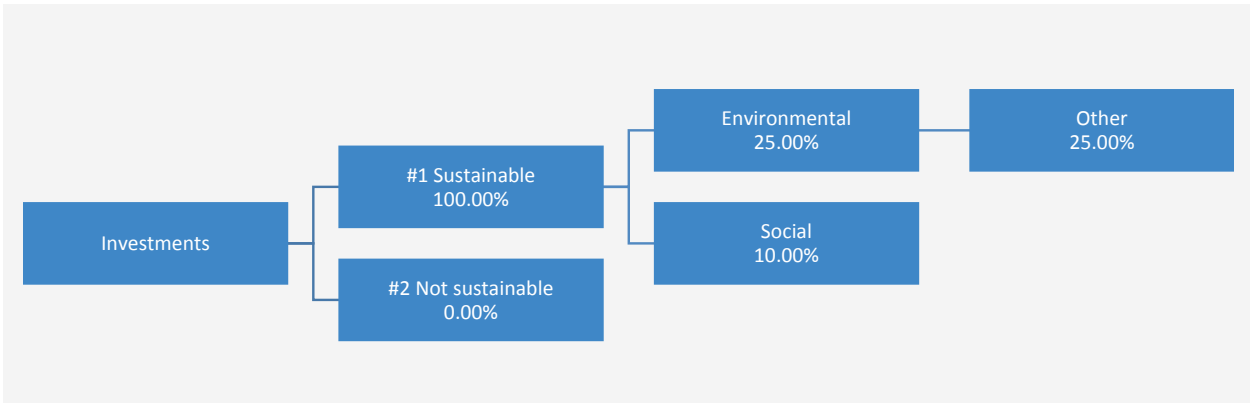 Investments
#1 Sustainable
100.00%
#2 Not sustainable
0.00%
Environmental
25.00%
Social
10.00%
Other
25.00%